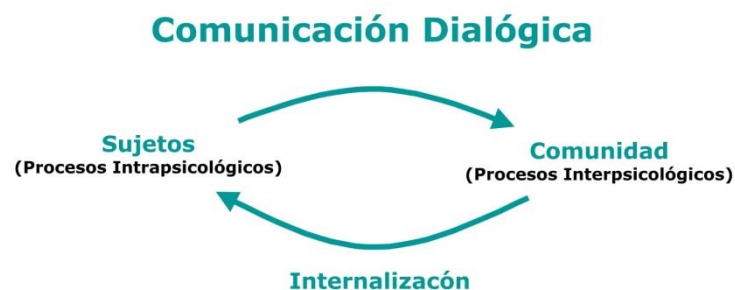 Comunicación Dialógica
Sujetos
(Procesos Intrapsicológicos)
Comunidad
(Procesos Interpsicológicos)
Internalizacón